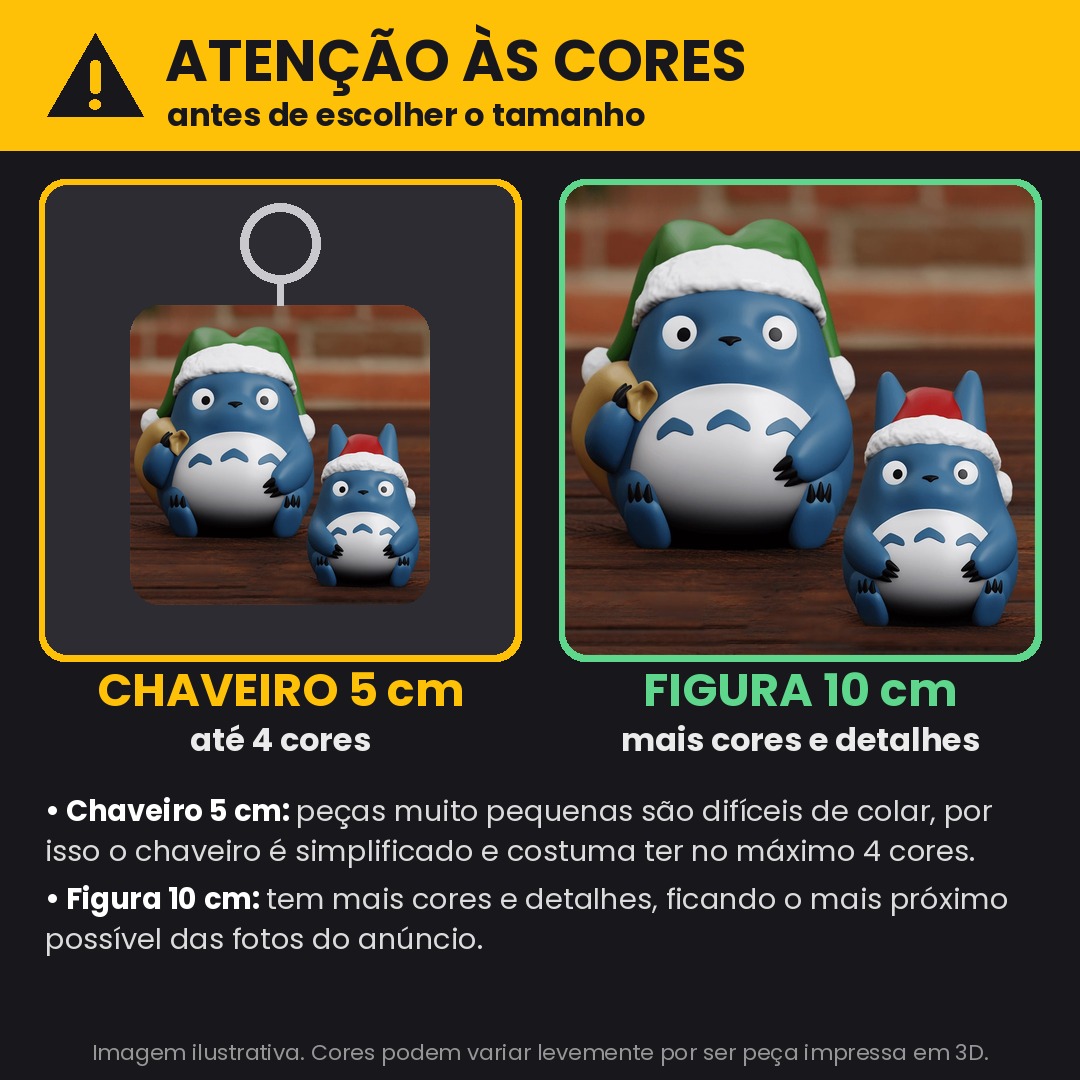 ATENÇÃO ÀS CORES
antes de escolher o tamanho
CHAVEIRO 5 cm
até 4 cores
FIGURA 10 cm
mais cores e detalhes
• Chaveiro 5 cm: peças muito pequenas são difíceis de colar, por
isso o chaveiro é simplificado e costuma ter no máximo 4 cores.
• Figura 10 cm: tem mais cores e detalhes, ficando o mais próximo
possível das fotos do anúncio.
Imagem ilustrativa. Cores podem variar levemente por ser peça impressa em 3D.